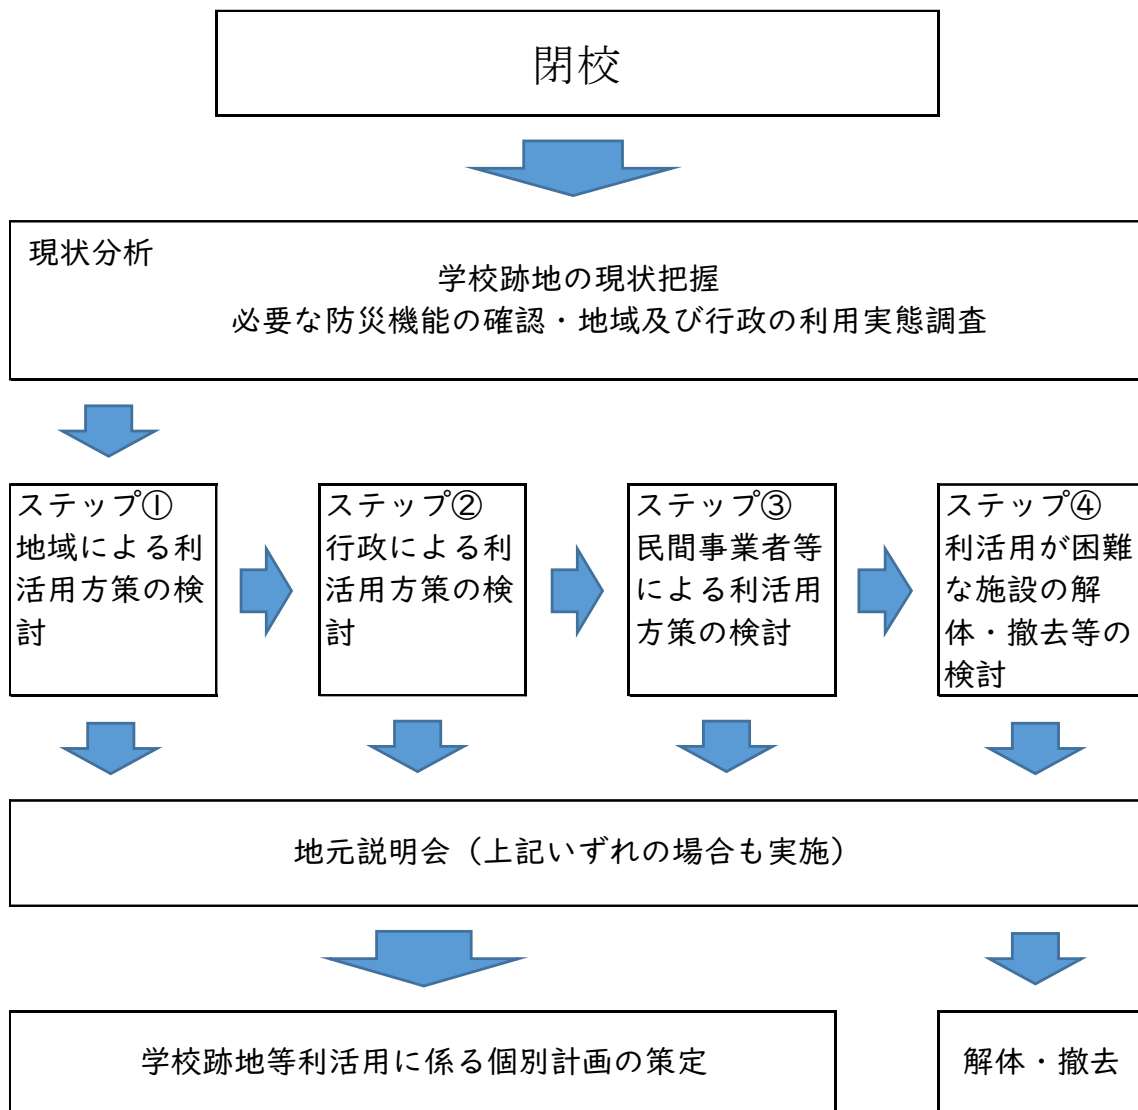 閉校
現状分析
学校跡地の現状把握
必要な防災機能の確認・地域及び行政の利用実態調査
ステップ①
地域による利
活用方策の検
討
ステップ②
行政による利
活用方策の検
討
ステップ③
民間事業者等
による利活用
方策の検討
ステップ④
利活用が困難
な施設の解
体・撤去等の
検討
地元説明会（上記いずれの場合も実施）
学校跡地等利活用に係る個別計画の策定
解体・撤去